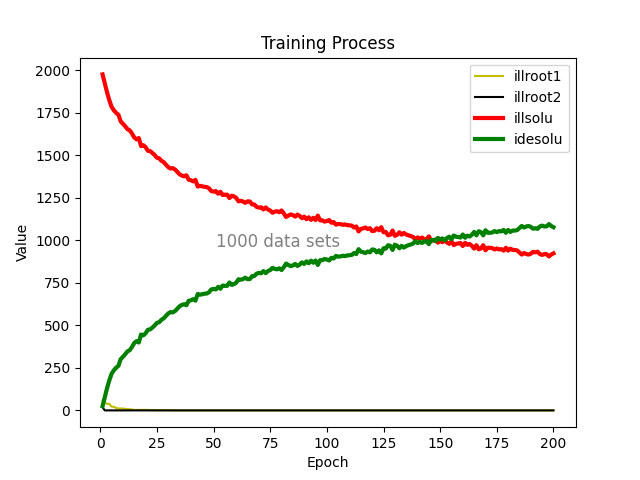 Training Process
2000
1750
1500
1250
1000
750
500
250
0
Value
illroot1
illroot2
illsolu
idesolu
1000 data sets
0 25 50 75 100 125 150 175 200
Epoch